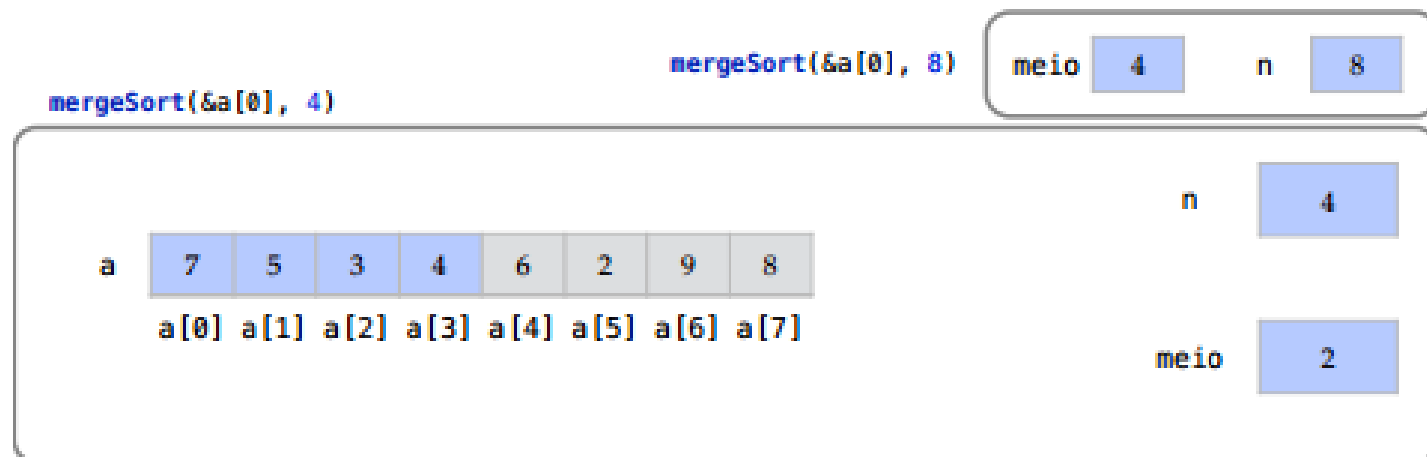 mergeSort(&a[0], 8) meio 4 n 8
mergeSort(&a[0], 4)
n 4
a 7 5 3 4 6 2 9 8
a[0] a[1] a[2] a[3] a[4] a[5] a[6] a[7]
meio 2